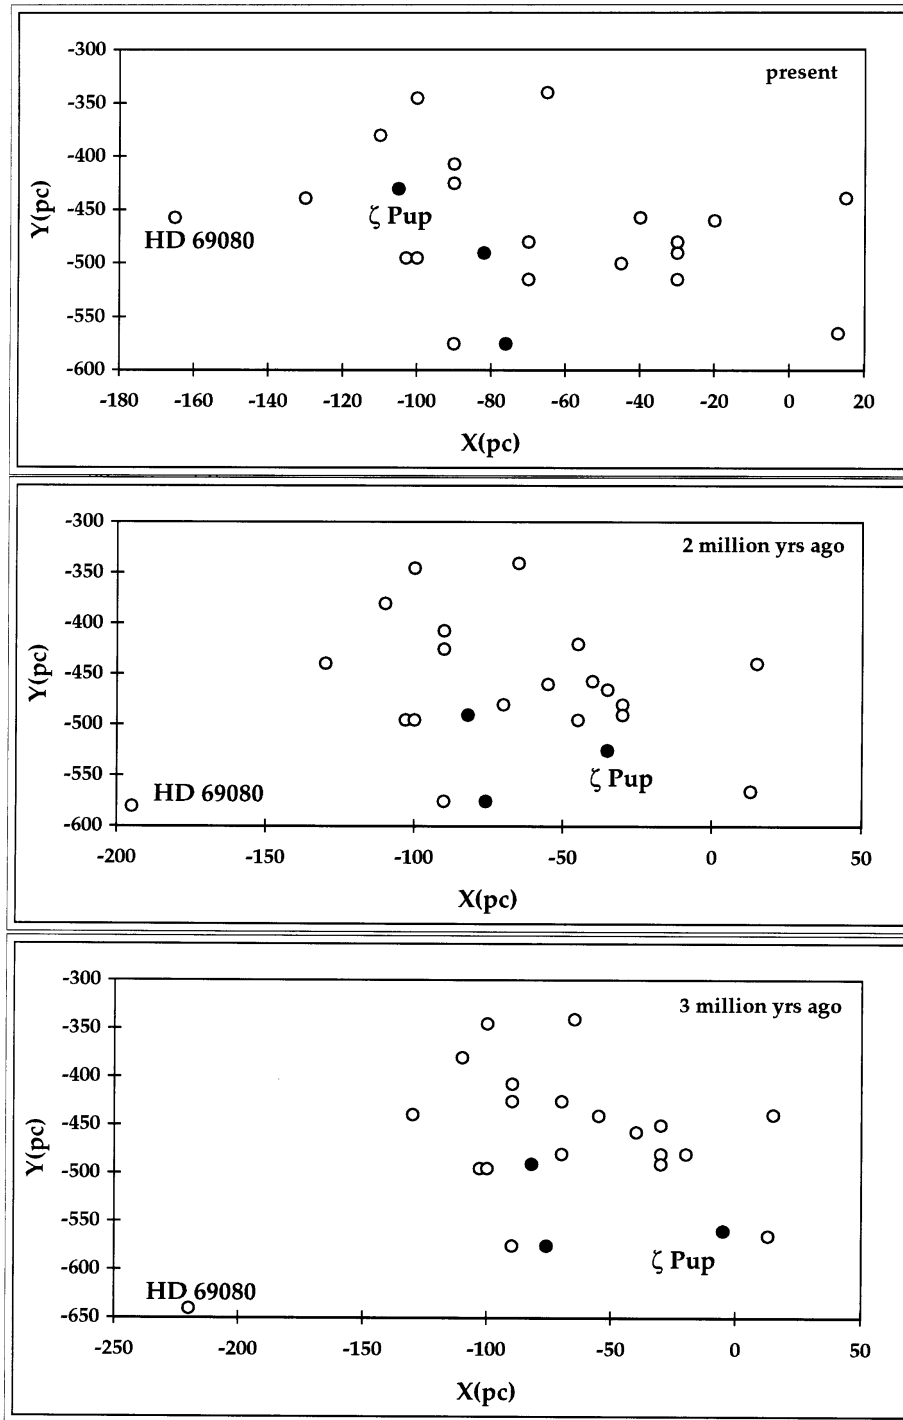 -300
present
-350
-400
-450
-500
-550
-600
Y(pc)
ζ Pup
HD 69080
-180 -160 -140 -120 -100 -80 -60 -40 -20 0 20
X(pc)
-300
2 million yrs ago
-350
-400
-450
-500
-550
-600
Y(pc)
ζ Pup
HD 69080
-200 -150 -100 -50 0 50
X(pc)
-300
3 million yrs ago
-350
-400
-450
-500
-550
-600
-650
Y(pc)
ζ Pup
HD 69080
-250 -200 -150 -100 -50 0 50
X(pc)